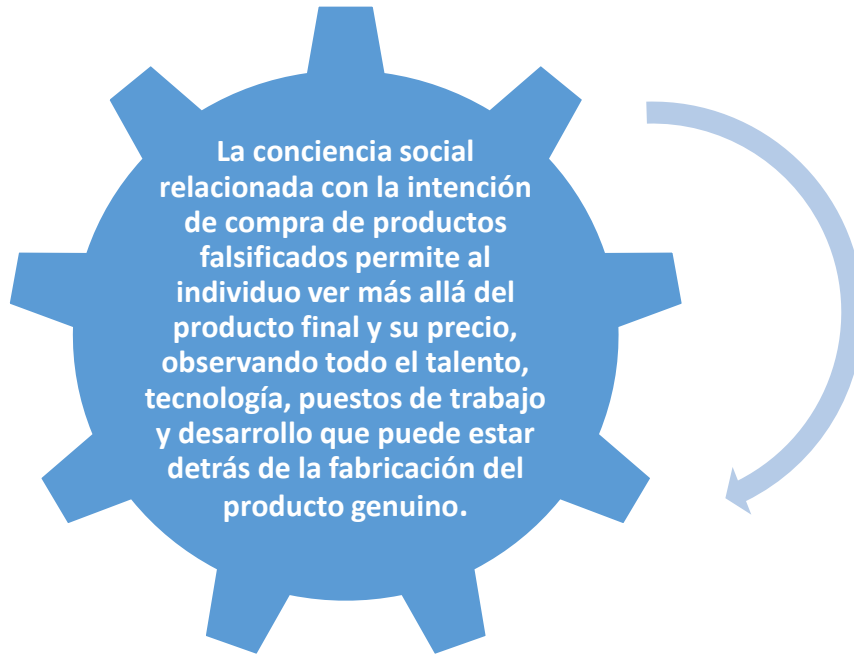 La conciencia social
relacionada con la intención
de compra de productos
falsificados permite al
individuo ver más allá del
producto final y su precio,
observando todo el talento,
tecnología, puestos de trabajo
y desarrollo que puede estar
detrás de la fabricación del
producto genuino.